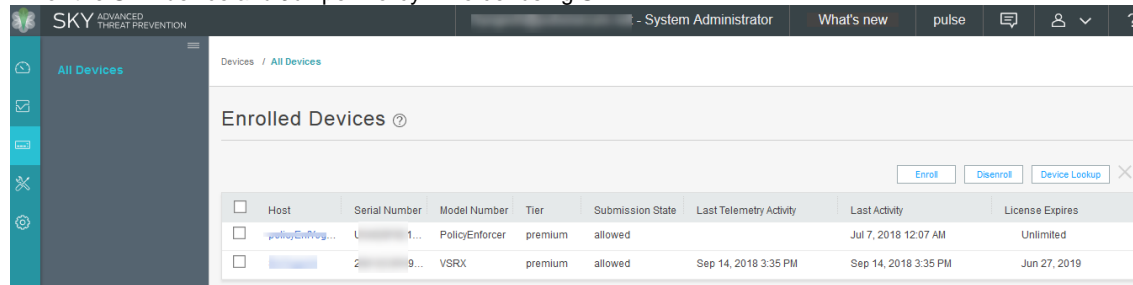 SKY ADVANCED THREAT PREVENTION
- System Administrator What's new pulse
All Devices
Devices / All Devices
Enrolled Devices
Enroll Disenroll Device Lookup
Host Serial Number Model Number Tier Submission State Last Telemetry Activity Last Activity License Expires
U 1... PolicyEnforcer premium allowed Jul 7, 2018 12:07 AM Unlimited
2 9... VSRX premium allowed Sep 14, 2018 3:35 PM Sep 14, 2018 3:35 PM Jun 27, 2019